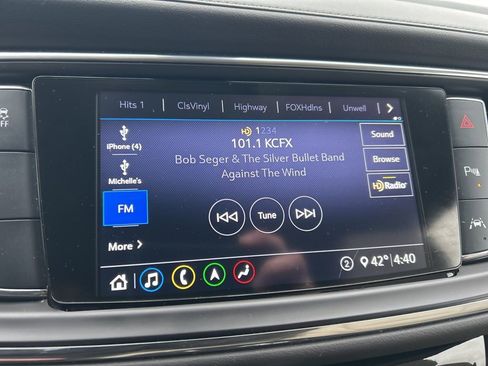 Hits 1 ClsVinyl Highway FOXHdlns Unwell
iPhone (4)
HD 1234
101.1 KCFX
Bob Seger & The Silver Bullet Band
Against The Wind
Sound
Browse
HD Radio
Michelle's
FM
Tune
More
2 42° 4:40
OFF